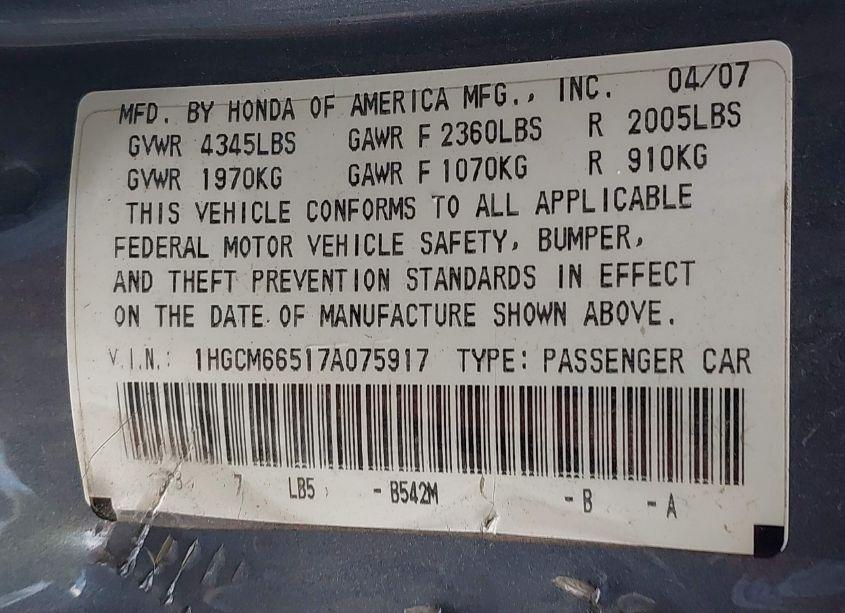 MFD. BY HONDA OF AMERICA MFG., INC. 04/07
GVWR 4345LBS GAWR F 2360LBS R 2005LBS
GVWR 1970KG GAWR F 1070KG R 910KG
THIS VEHICLE CONFORMS TO ALL APPLICABLE
FEDERAL MOTOR VEHICLE SAFETY, BUMPER,
AND THEFT PREVENTION STANDARDS IN EFFECT
ON THE DATE OF MANUFACTURE SHOWN ABOVE.
V.I.N.: 1HGCM66517A075917 TYPE: PASSENGER CAR
3 7 LB5 - B542M - B - A